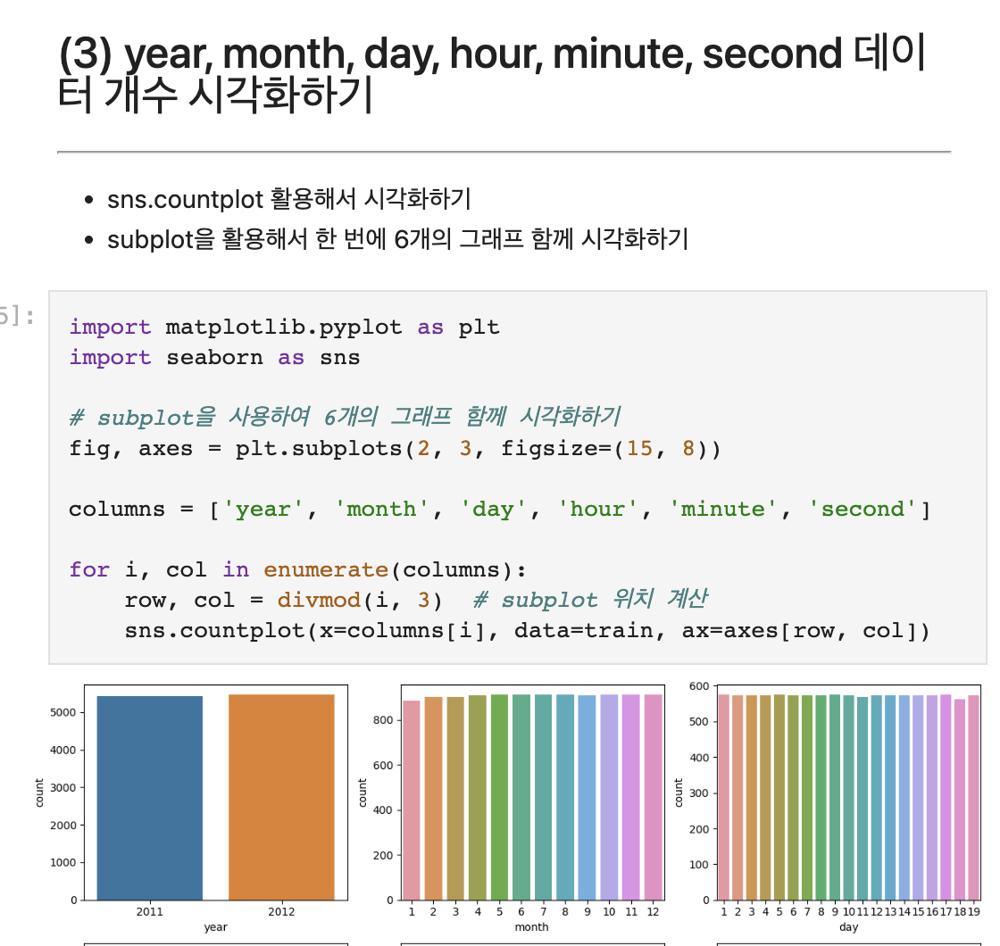 (3) year, month, day, hour, minute, second 데이
터 개수 시각화하기
sns.countplot 활용해서 시각화하기
subplot을 활용해서 한 번에 6개의 그래프 함께 시각화하기
5]:
import matplotlib.pyplot as plt
import seaborn as sns
# subplot을 사용하여 6개의 그래프 함께 시각화하기
fig, axes = plt.subplots(2, 3, figsize=(15, 8))
columns = ['year', 'month', 'day', 'hour', 'minute', 'second']
for i, col in enumerate(columns):
    row, col = divmod(i, 3)  # subplot 위치 계산
    sns.countplot(x=columns[i], data=train, ax=axes[row, col])
5000
4000
3000
2000
1000
0
count
2011 2012
year
800
600
400
200
0
count
1 2 3 4 5 6 7 8 9 10 11 12
month
600
500
400
300
200
100
0
count
1 2 3 4 5 6 7 8 9 10 11 12 13 14 15 16 17 18 19
day